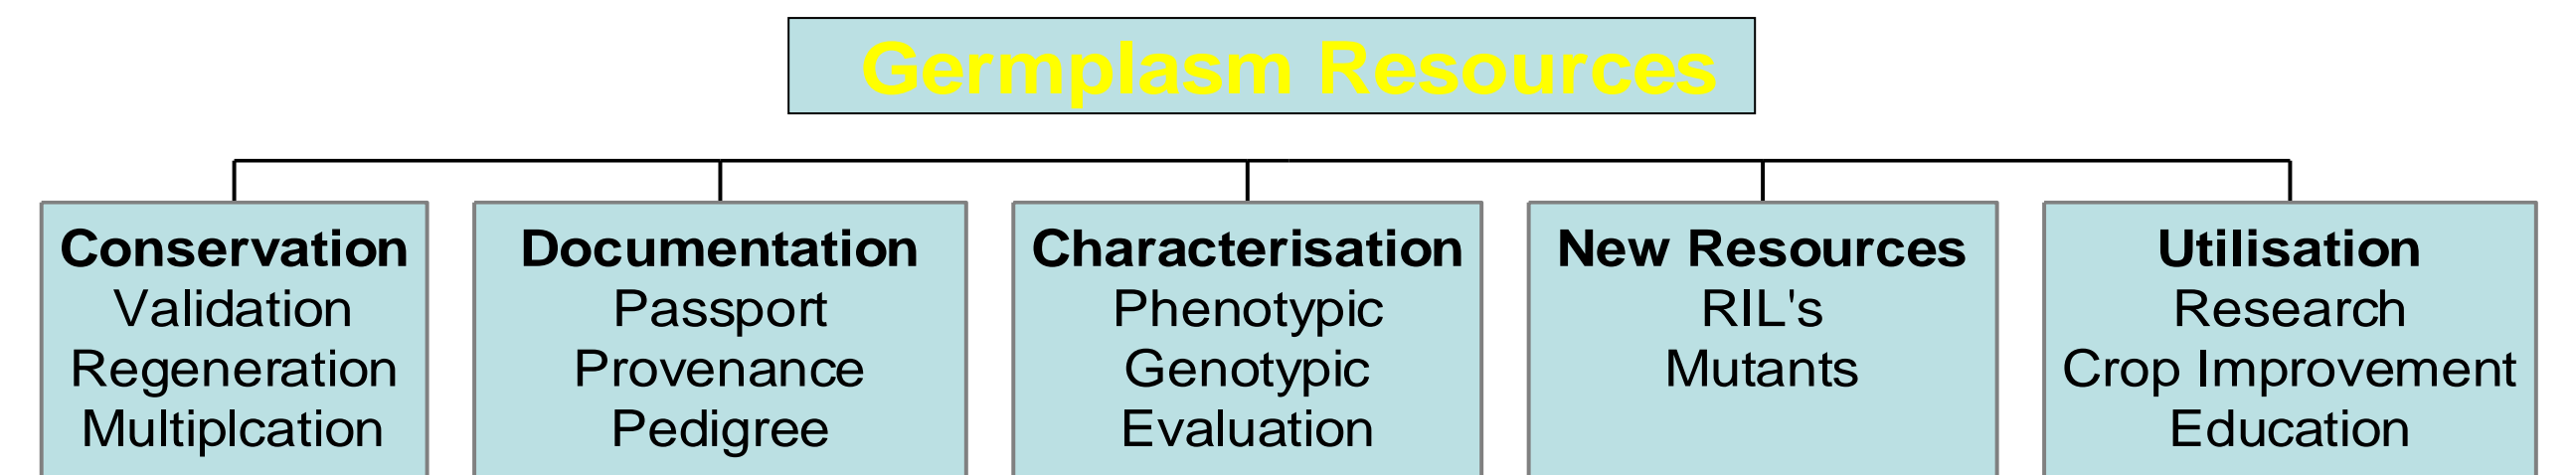 Germplasm Resources
Conservation
Validation
Regeneration
Multiplcation
Documentation
Passport
Provenance
Pedigree
Characterisation
Phenotypic
Genotypic
Evaluation
New Resources
RIL's
Mutants
Utilisation
Research
Crop Improvement
Education